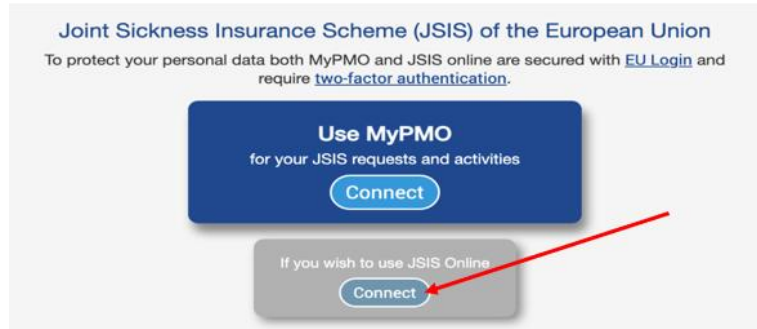 Joint Sickness Insurance Scheme (JSIS) of the European Union
To protect your personal data both MyPMO and JSIS online are secured with EU Login and
require two-factor authentication.
Use MyPMO
for your JSIS requests and activities
Connect
If you wish to use JSIS Online
Connect